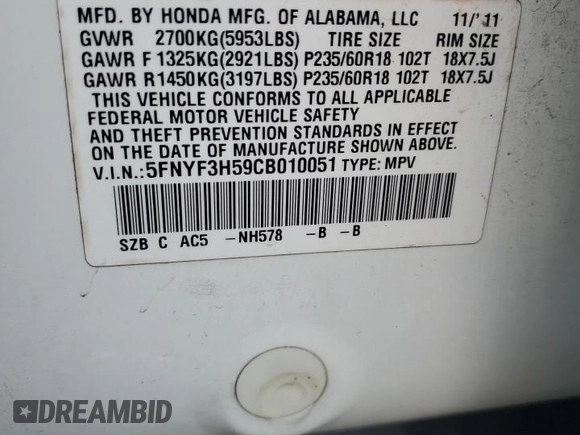 MFD. BY HONDA MFG. OF ALABAMA, LLC 11/'11
GVWR 2700KG(5953LBS) TIRE SIZE RIM SIZE
GAWR F 1325KG(2921LBS) P235/60R18 102T 18X7.5J
GAWR R1450KG(3197LBS) P235/60R18 102T 18X7.5J
THIS VEHICLE CONFORMS TO ALL APPLICABLE
FEDERAL MOTOR VEHICLE SAFETY
AND THEFT PREVENTION STANDARDS IN EFFECT
ON THE DATE OF MANUFACTURE SHOWN ABOVE.
V.I.N.:5FNYF3H59CB010051 TYPE: MPV
SZB C AC5 -NH578 -B -B
DREAMBID